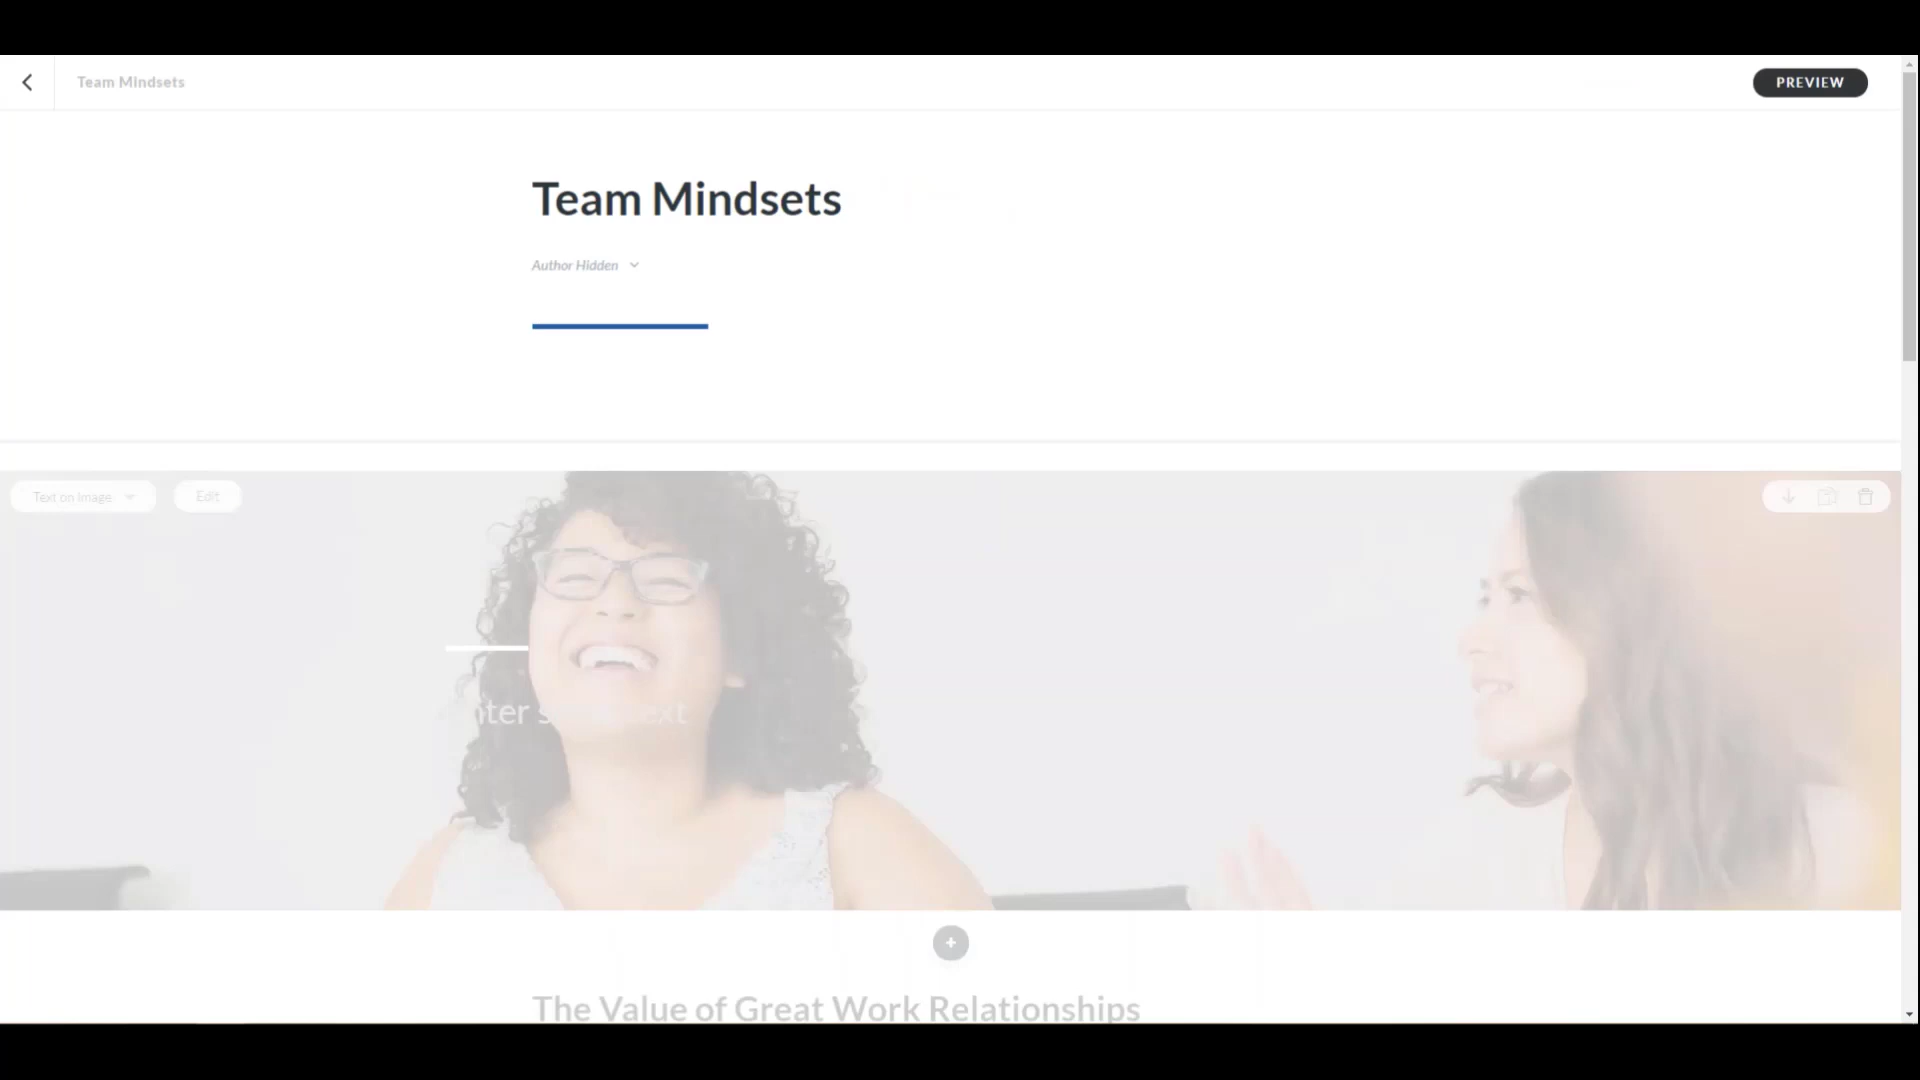 Team Mindsets
PREVIEW
Team Mindsets
Author Hidden
Text on Image
Edit
The Value of Great Work Relationships